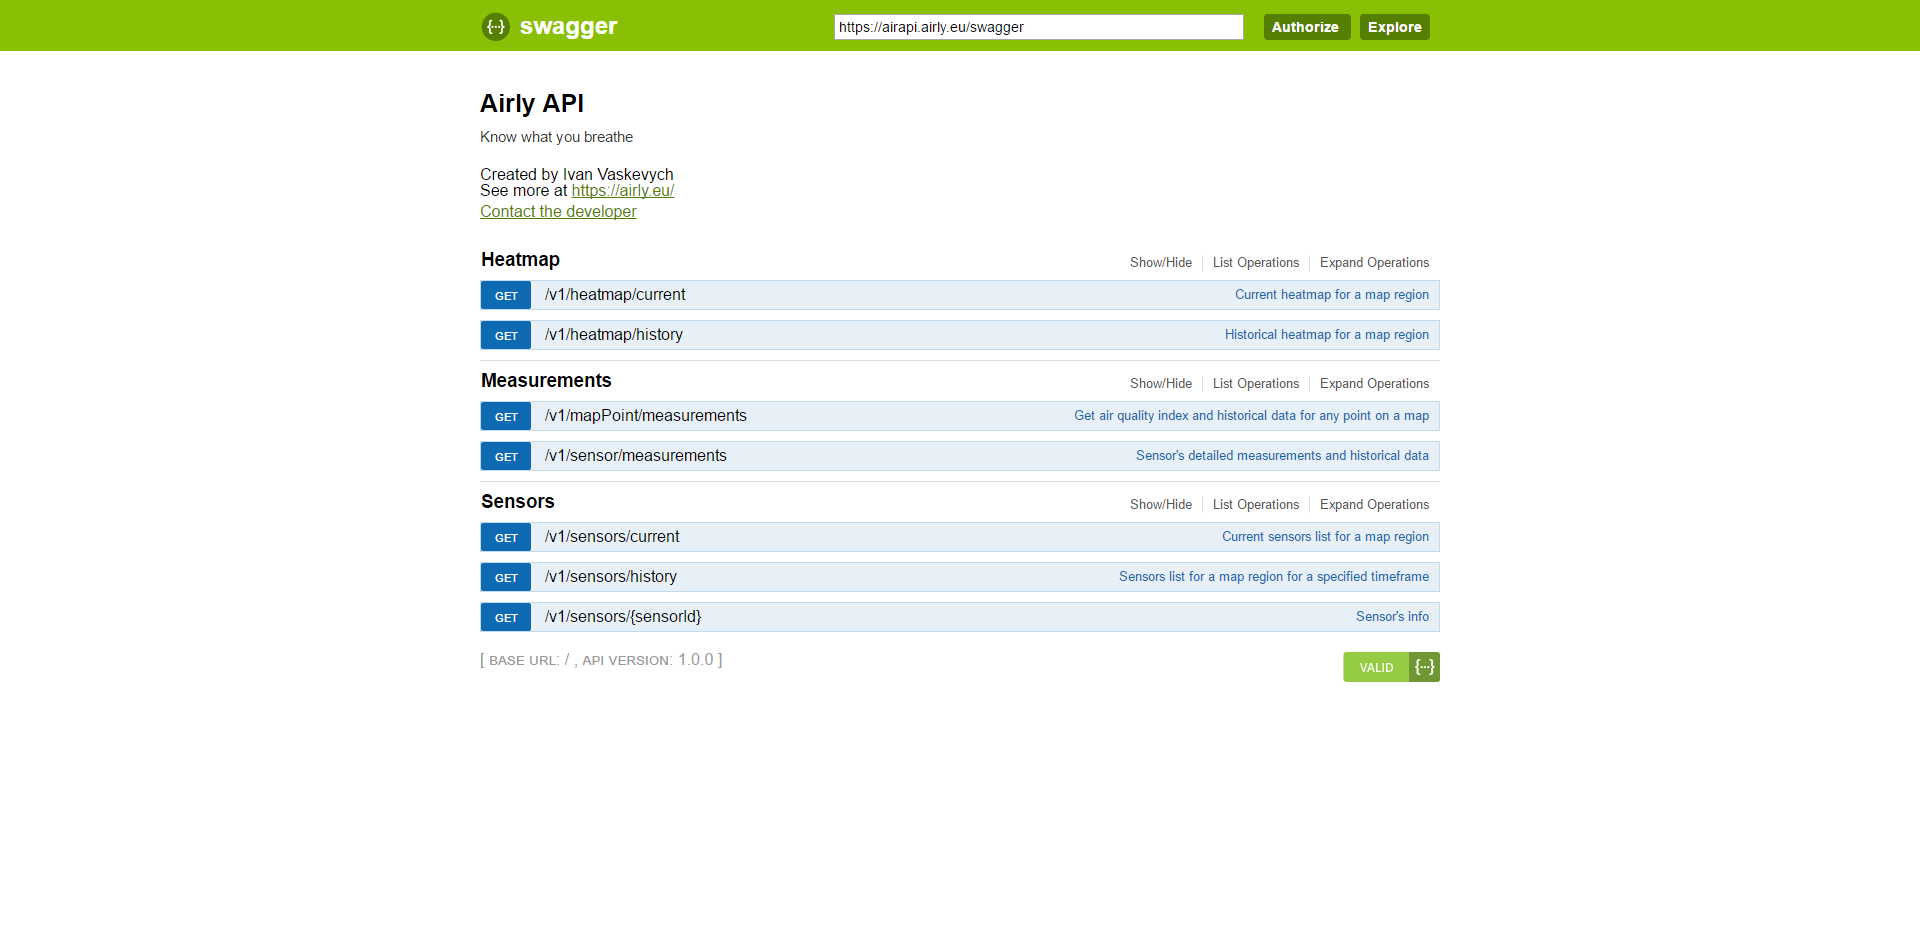 {···} swagger https://airapi.airly.eu/swagger Authorize Explore
Airly API
Know what you breathe
Created by Ivan Vaskevych
See more at https://airly.eu/
Contact the developer
Heatmap Show/Hide List Operations Expand Operations
GET /v1/heatmap/current Current heatmap for a map region
GET /v1/heatmap/history Historical heatmap for a map region
Measurements Show/Hide List Operations Expand Operations
GET /v1/mapPoint/measurements Get air quality index and historical data for any point on a map
GET /v1/sensor/measurements Sensor's detailed measurements and historical data
Sensors Show/Hide List Operations Expand Operations
GET /v1/sensors/current Current sensors list for a map region
GET /v1/sensors/history Sensors list for a map region for a specified timeframe
GET /v1/sensors/{sensorId} Sensor's info
[ BASE URL: / , API VERSION: 1.0.0 ] VALID {···}